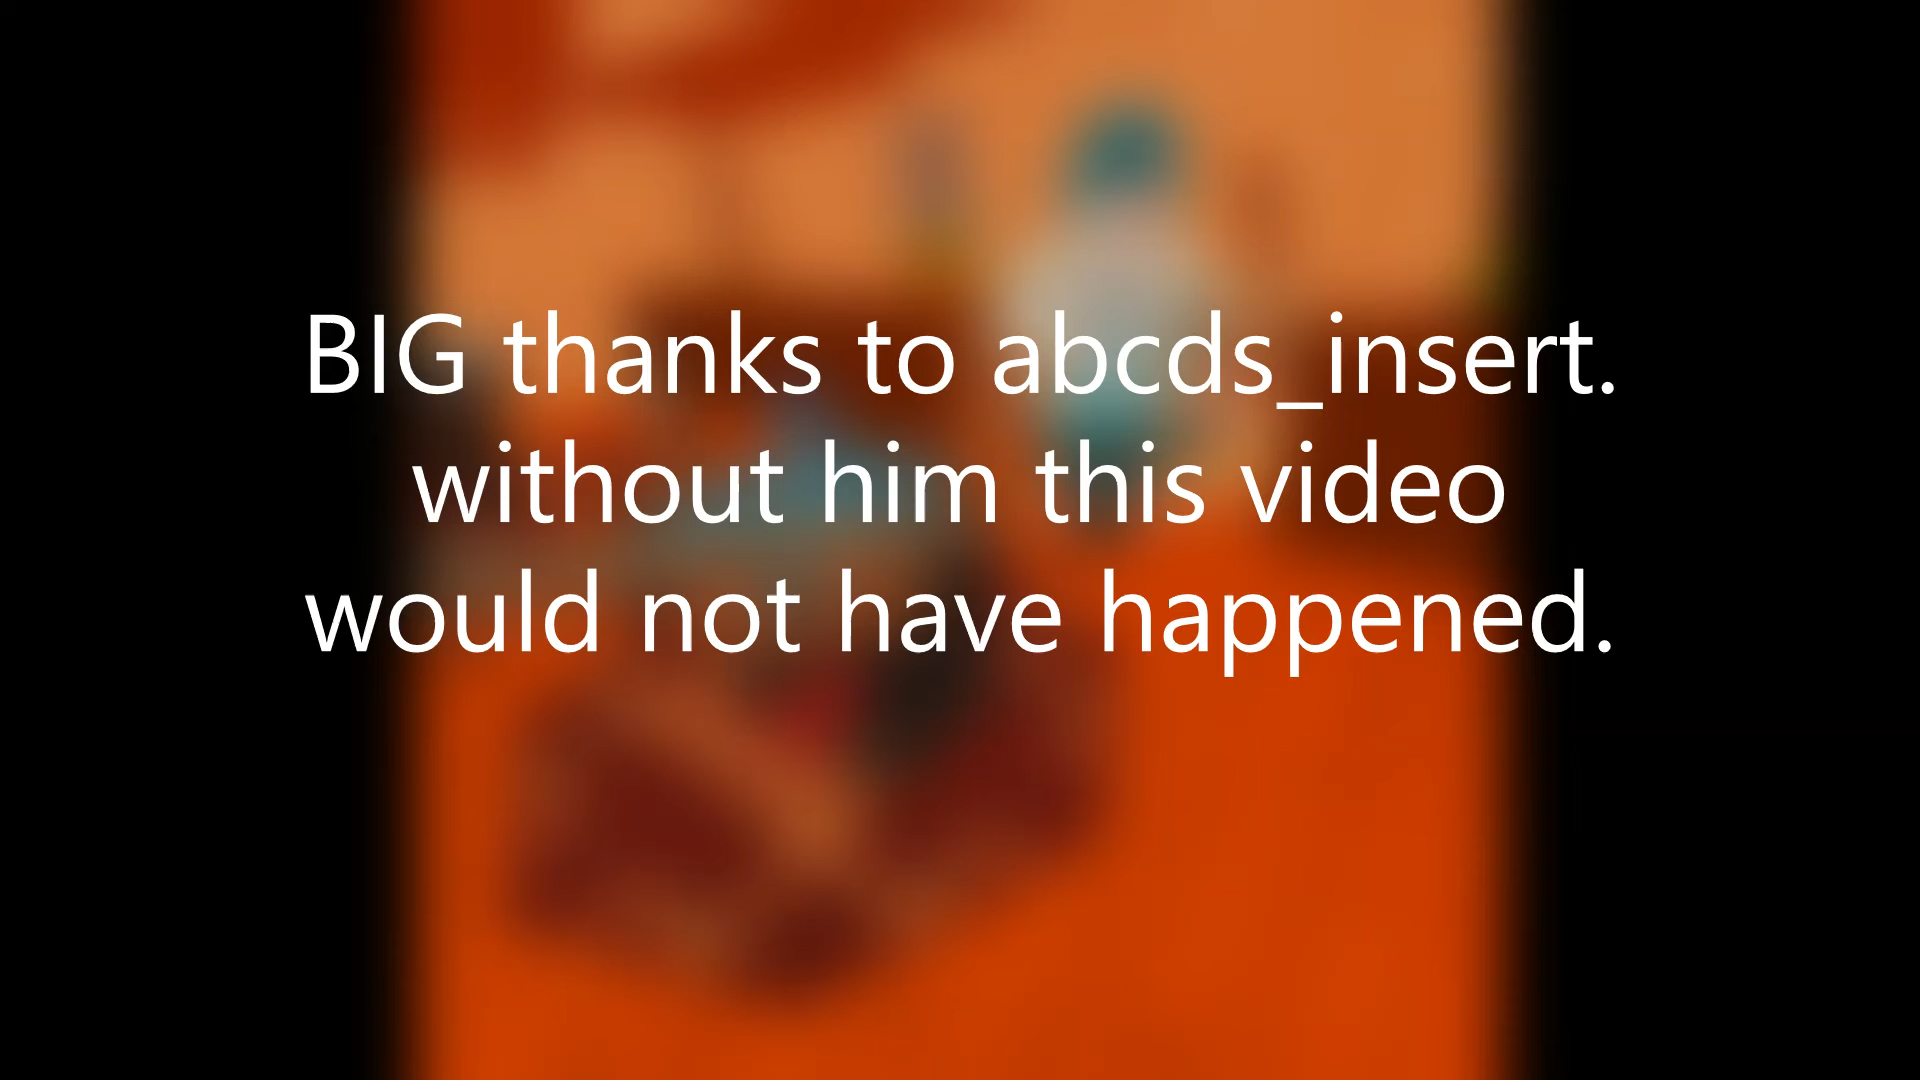 BIG thanks to abcds_insert.
without him this video
would not have happened.